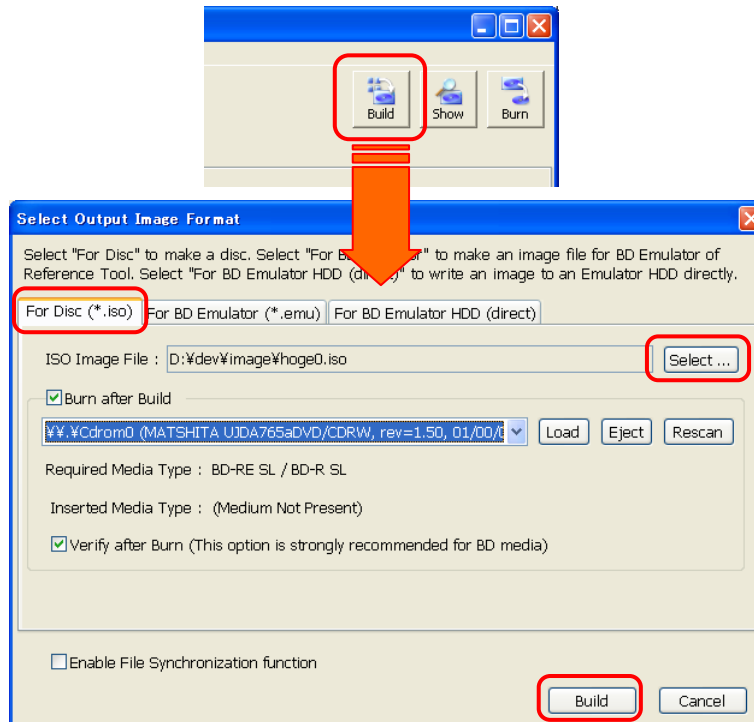 Build
Show
Burn
Select Output Image Format
Select "For Disc" to make a disc. Select "For B or" to make an image file for BD Emulator of
Reference Tool. Select "For BD Emulator HDD (di t)" to write an image to an Emulator HDD directly.
For Disc (*.iso) For BD Emulator (*.emu) For BD Emulator HDD (direct)
ISO Image File : D:¥dev¥image¥hoge0.iso Select ...
Burn after Build
¥¥.¥Cdrom0 (MATSHITA UJDA765aDVD/CDRW, rev=1.50, 01/00/ Load Eject Rescan
Required Media Type : BD-RE SL / BD-R SL
Inserted Media Type : (Medium Not Present)
Verify after Burn (This option is strongly recommended for BD media)
Enable File Synchronization function
Build Cancel